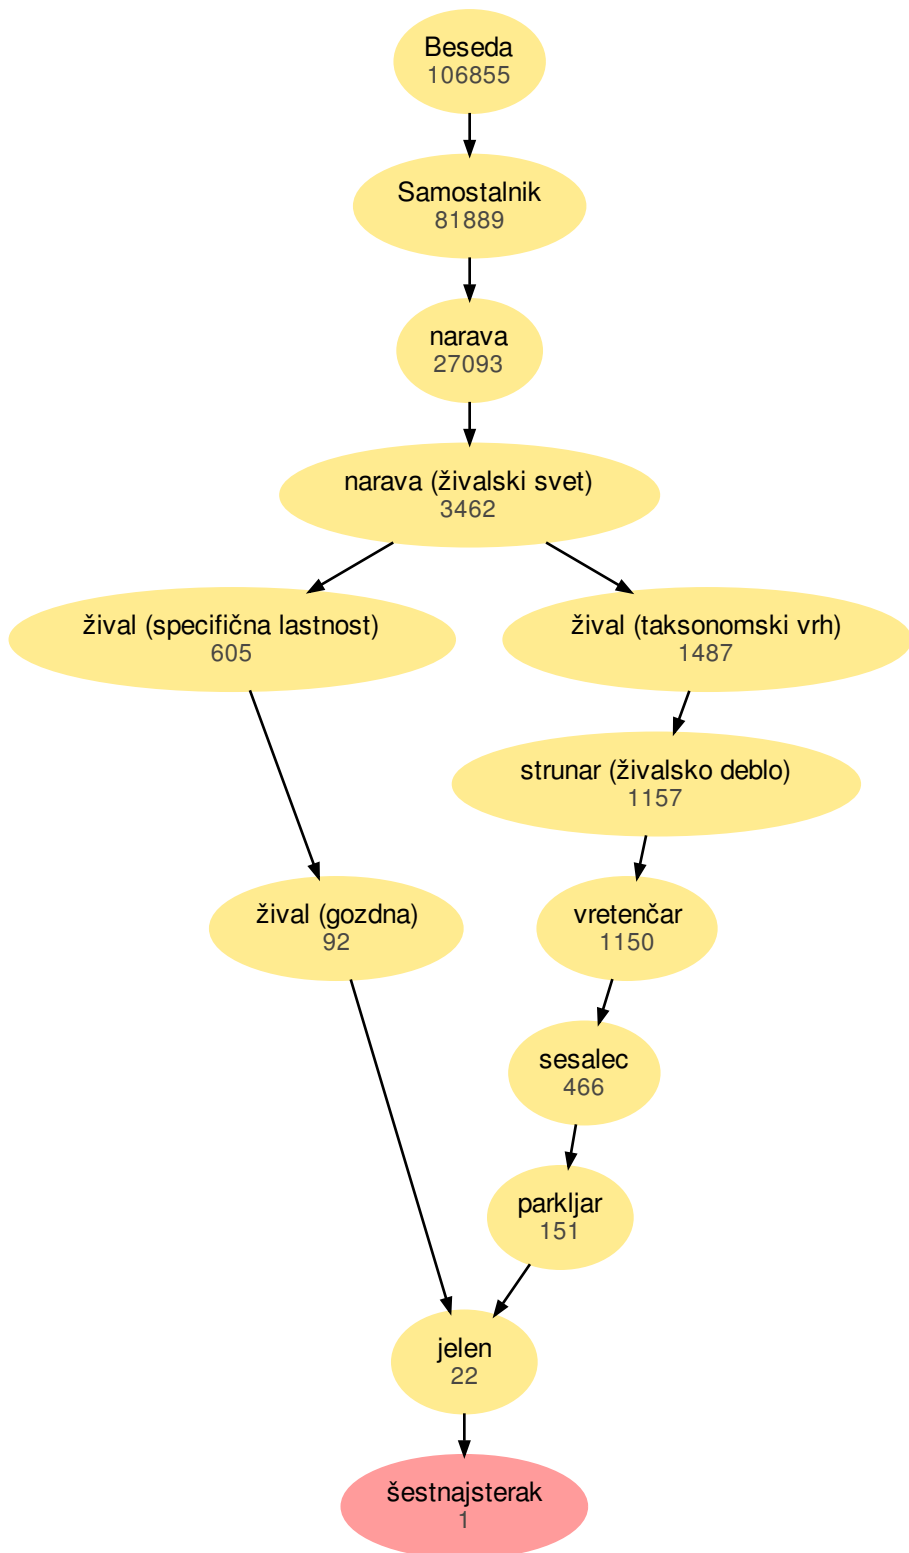 Beseda
106855
Samostalnik
81889
narava
27093
narava (živalski svet)
3462
žival (specifična lastnost)
605
žival (taksonomski vrh)
1487
strunar (živalsko deblo)
1157
žival (gozdna)
92
vretenčar
1150
sesalec
466
parkljar
151
jelen
22
šestnajsterak
1